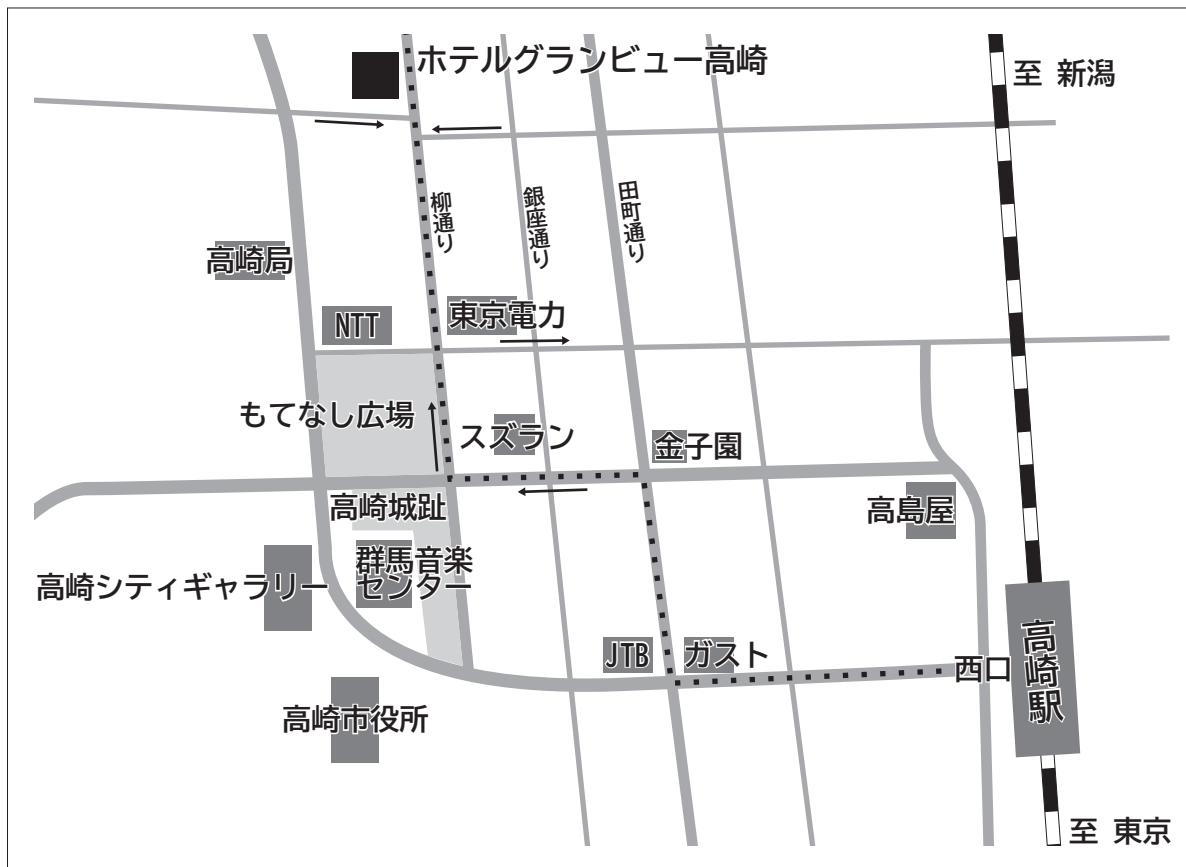 ホテルグランビュー高崎
至 新潟
柳通り
銀座通り
田町通り
高崎局
NTT
東京電力
もてなし広場
スズラン
金子園
高崎城趾
高島屋
群馬音楽
センター
高崎シティギャラリー
JTB
ガスト
西口
高崎駅
高崎市役所
至 東京